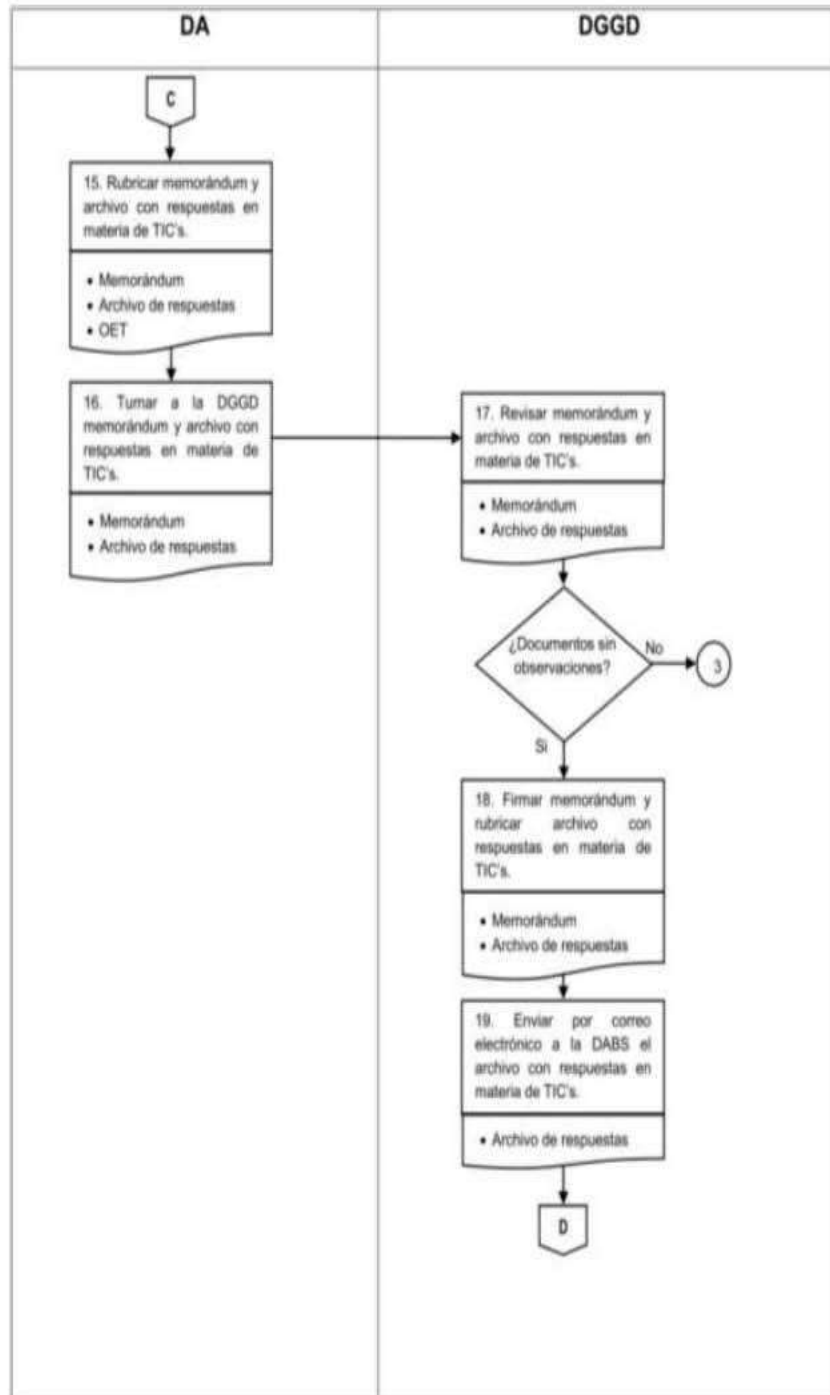 DA
DGGD
C
15. Rubricar memorándum y
archivo con respuestas en
materia de TIC's.
• Memorándum
• Archivo de respuestas
• OET
16. Turnar a la DGGD
memorándum y archivo con
respuestas en materia de
TIC's.
• Memorándum
• Archivo de respuestas
17. Revisar memorándum y
archivo con respuestas en
materia de TIC's.
• Memorándum
• Archivo de respuestas
¿Documentos sin
observaciones?
No
3
Si
18. Firmar memorándum y
rubricar archivo con
respuestas en materia de
TIC's.
• Memorándum
• Archivo de respuestas
19. Enviar por correo
electrónico a la DABS el
archivo con respuestas en
materia de TIC's.
• Archivo de respuestas
D